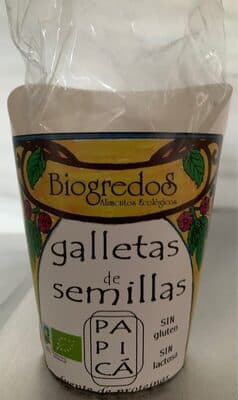 Biogredos
Alimentos Ecológicos
galletas
de
semillas
PA
PI
CÁ
SIN
gluten
SIN
lactosa